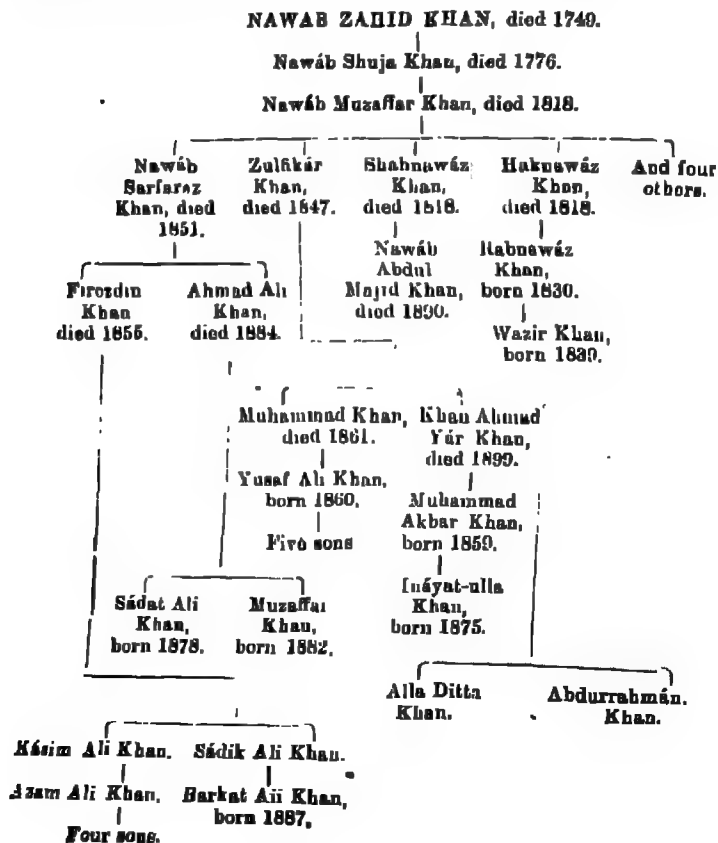 NAWAB ZAHID KHAN, died 1749.
Nawáb Shuja Khan, died 1776.
Nawáb Muzaffar Khan, died 1818.
Nawáb Sarfaraz Khan, died 1851.
Zulfikár Khan, died 1847.
Shahnawáz Khan, died 1818.
Haknawáz Khan, died 1818.
And four others.
Firozdin Khan died 1855.
Ahmad Ali Khan, died 1884.
Nawáb Abdul Majid Khan, died 1890.
Rabnawáz Khan, born 1830.
Wazir Khan, born 1839.
Muhammad Khan, died 1861.
Khan Ahmad Yár Khan, died 1899.
Yusaf Ali Khan, born 1860.
Muhammad Akbar Khan, born 1859.
Five sons
Ináyat-ulla Khan, born 1875.
Sádat Ali Khan, born 1878.
Muzaffar Khan, born 1882.
Alla Ditta Khan.
Abdurrahmán. Khan.
Kásim Ali Khan.
Sádik Ali Khan.
Azam Ali Khan.
Barkat Ali Khan, born 1887.
Four sons.